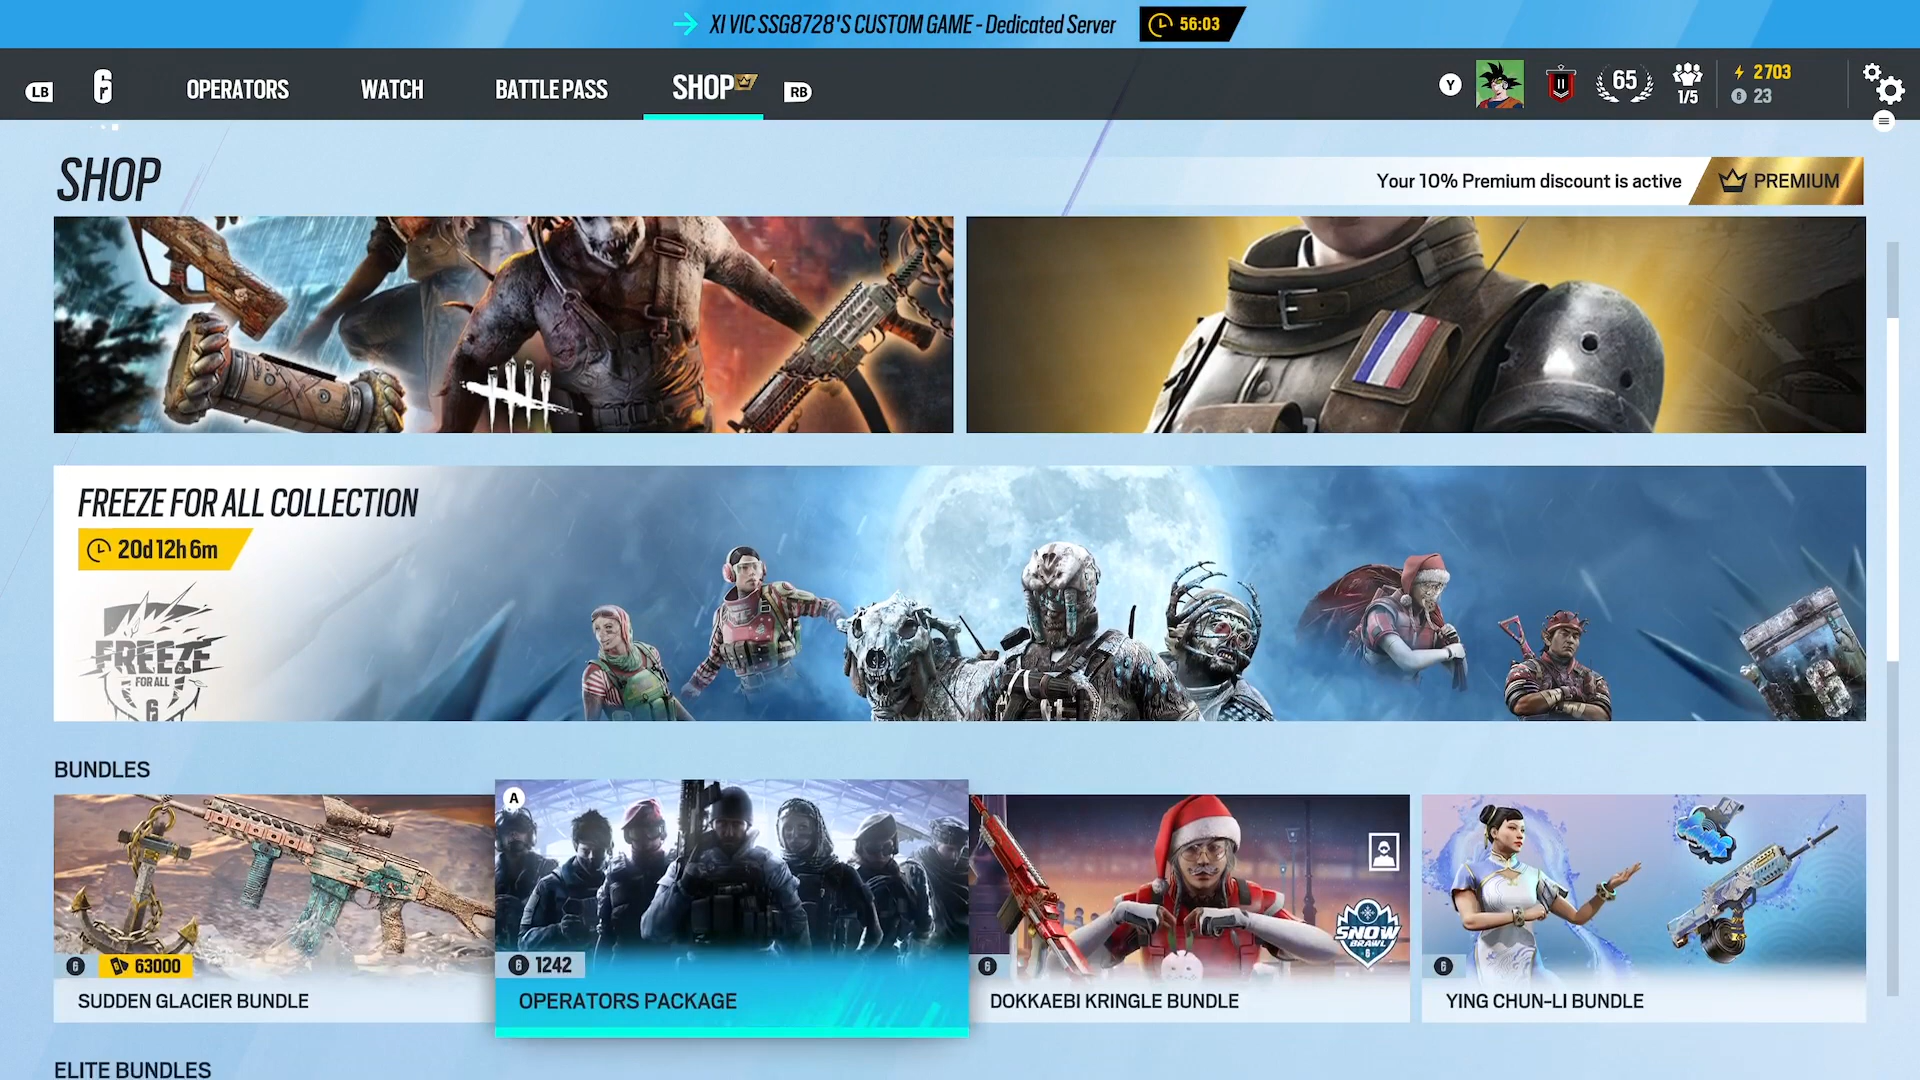 XI VIC SSG8728'S CUSTOM GAME - Dedicated Server
56:03
LB
OPERATORS
WATCH
BATTLE PASS
SHOP
RB
Y
II
65
1/5
2703
23
SHOP
Your 10% Premium discount is active
PREMIUM
FREEZE FOR ALL COLLECTION
20d 12h 6m
FREEZE
FOR ALL
6
BUNDLES
63000
SUDDEN GLACIER BUNDLE
A
1242
OPERATORS PACKAGE
SNOW
BRAWL
DOKKAEBI KRINGLE BUNDLE
YING CHUN-LI BUNDLE
ELITE BUNDLES